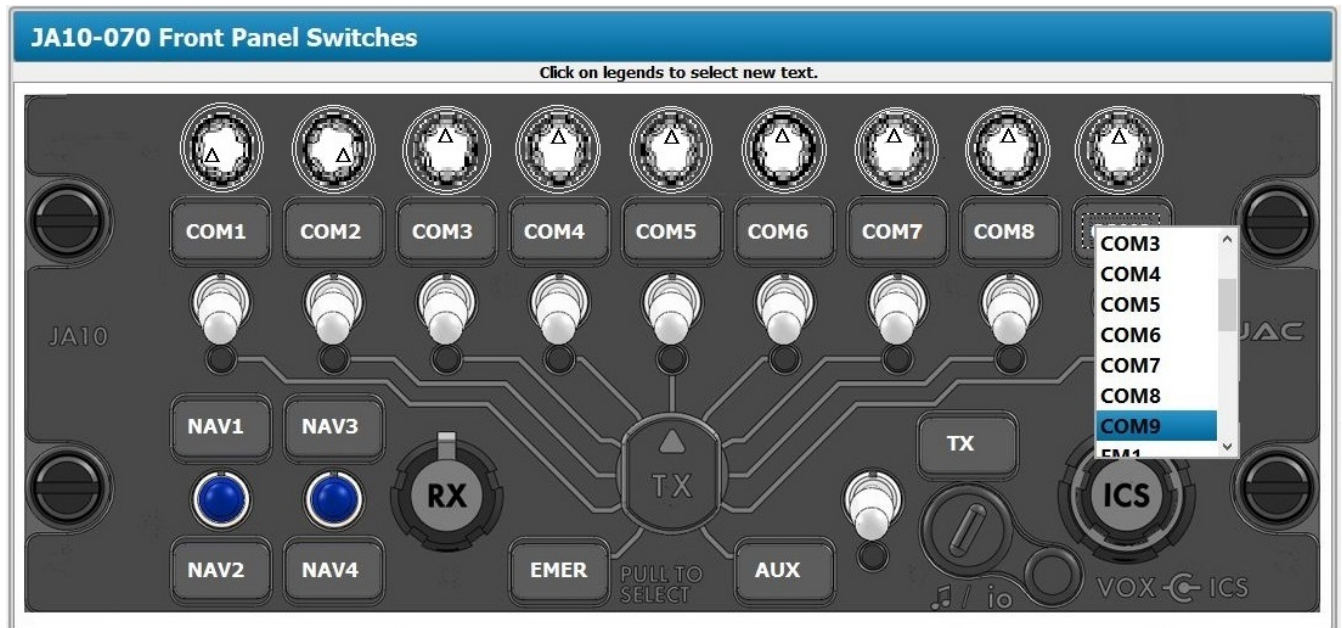 JA10-070 Front Panel Switches
Click on legends to select new text.
COM1 COM2 COM3 COM4 COM5 COM6 COM7 COM8
COM3
COM4
COM5
COM6
COM7
COM8
COM9
FM1
JA10
JAC
NAV1 NAV3
TX
TX
RX
ICS
NAV2 NAV4
EMER
PULL TO
SELECT
AUX
io
VOX ICS